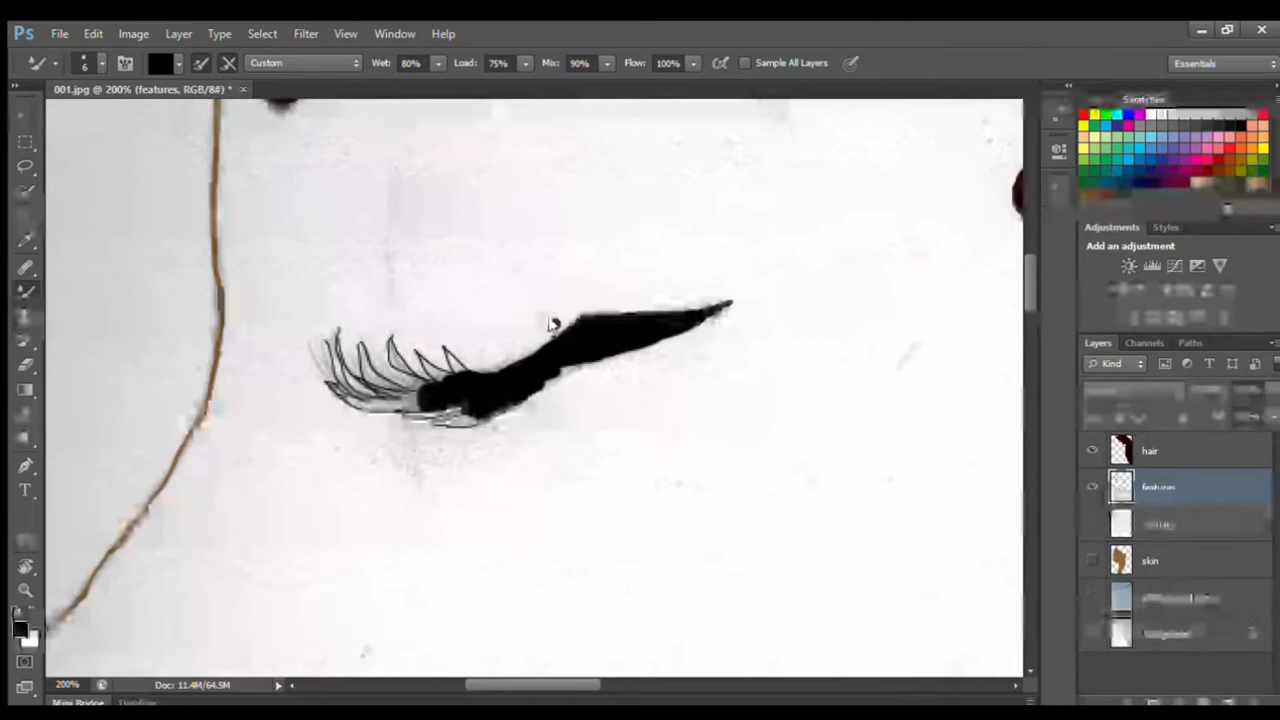 Ps File Edit Image Layer Type Select Filter View Window Help
6 Custom Wet: 80% Load: 75% Mix: 90% Flow: 100% Sample All Layers Essentials
001.jpg @ 200% (features, RGB/8#) *
Swatches
Adjustments Styles
Add an adjustment
Layers Channels Paths
Kind
hair
features
skin
200% Doc: 11.4M/64.5M
Mini Bridge Timeline